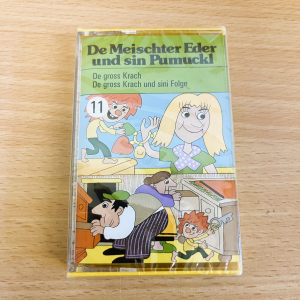 De Meischter Eder
und sin Pumuckl
De gross Krach
De gross Krach und sini Folge
11